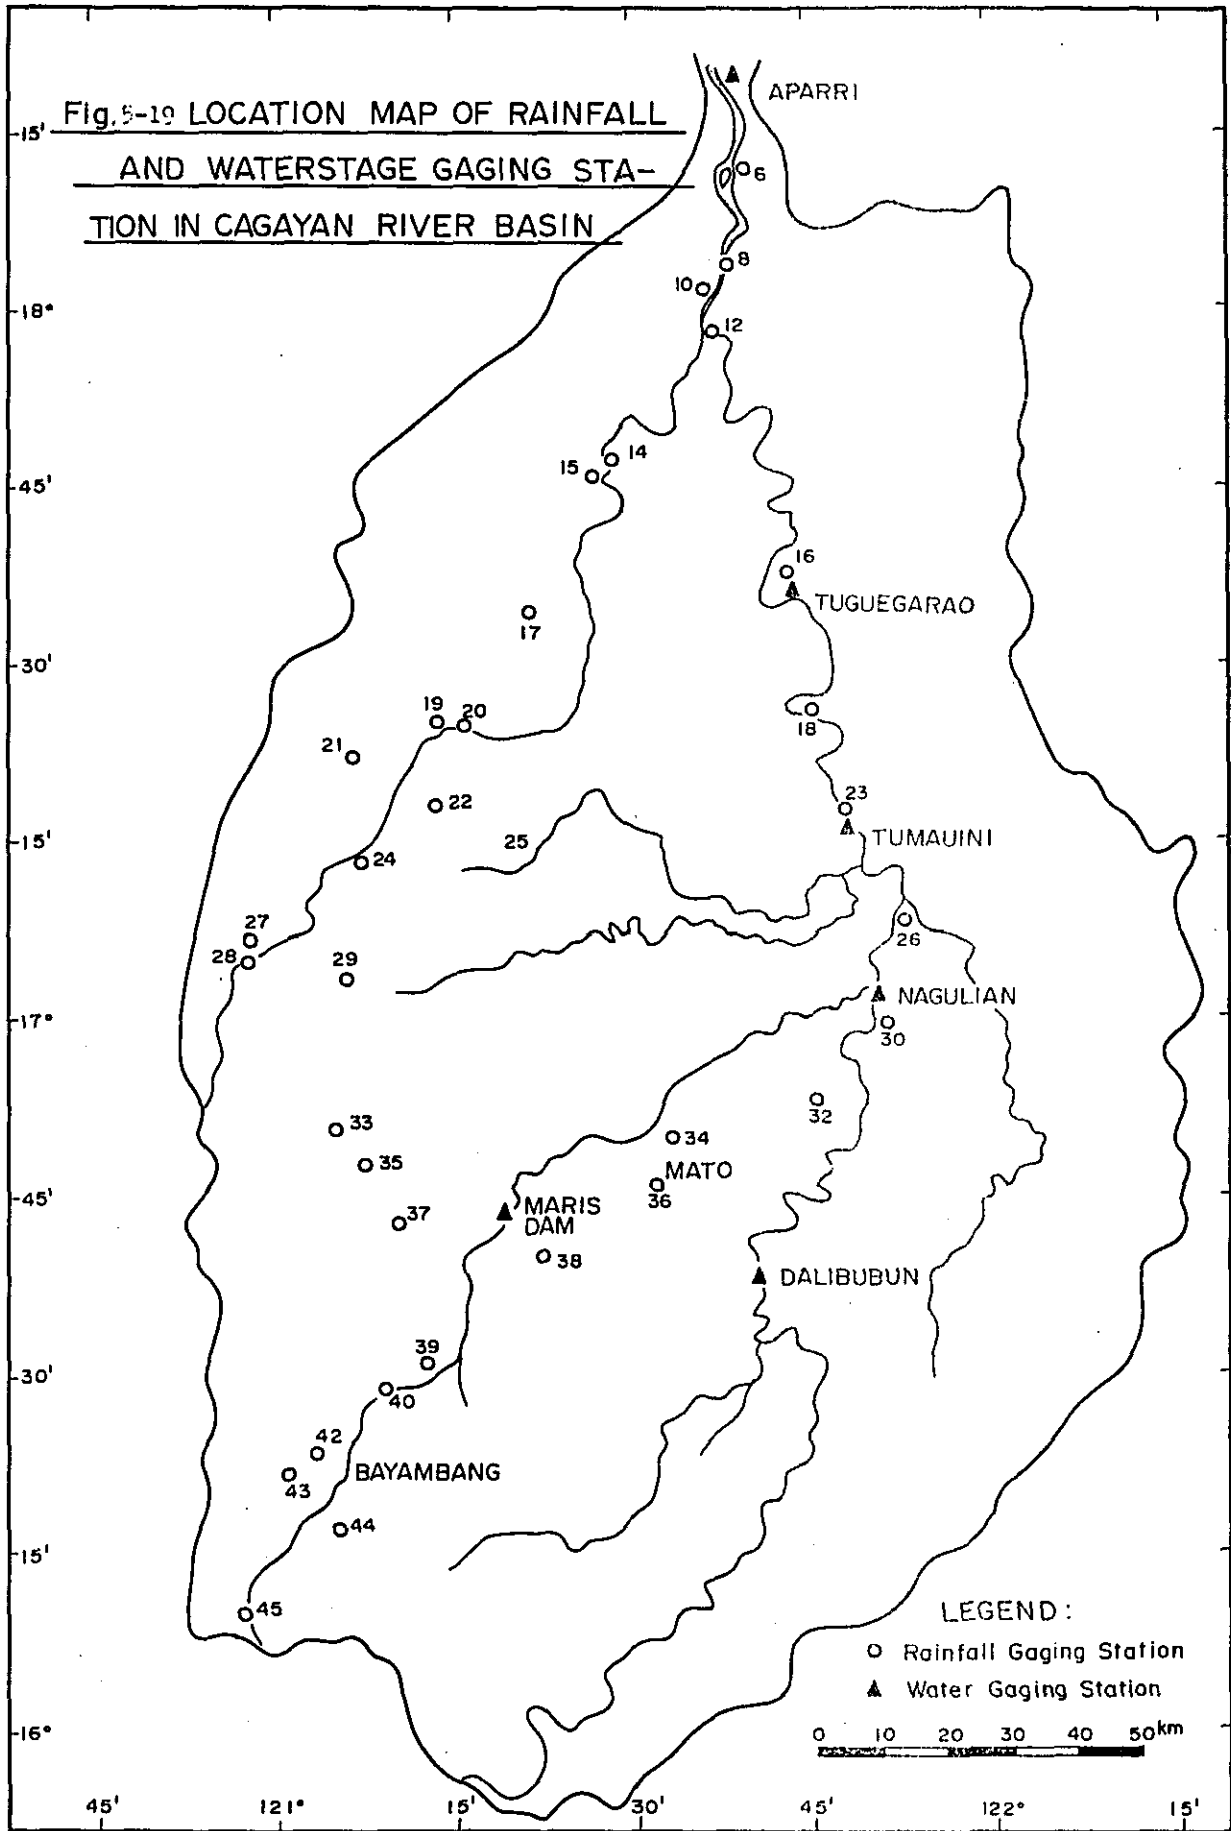 Fig. 5-19 LOCATION MAP OF RAINFALL
AND WATERSTAGE GAGING STA-
TION IN CAGAYAN RIVER BASIN
APARRI
15'
6
8
10
18°
12
14
15
45'
16
TUGUEGARAO
17
30'
19
20
18
21
22
23
15'
25
TUMAUINI
24
27
26
28
29
NAGULIAN
17°
30
32
33
34
35
MATO
36
45'
37
MARIS
DAM
38
DALIBUBUN
39
30'
40
42
BAYAMBANG
43
44
15'
45
LEGEND :
Rainfall Gaging Station
Water Gaging Station
16°
0 10 20 30 40 50km
45' 121° 15' 30' 45' 122° 15'